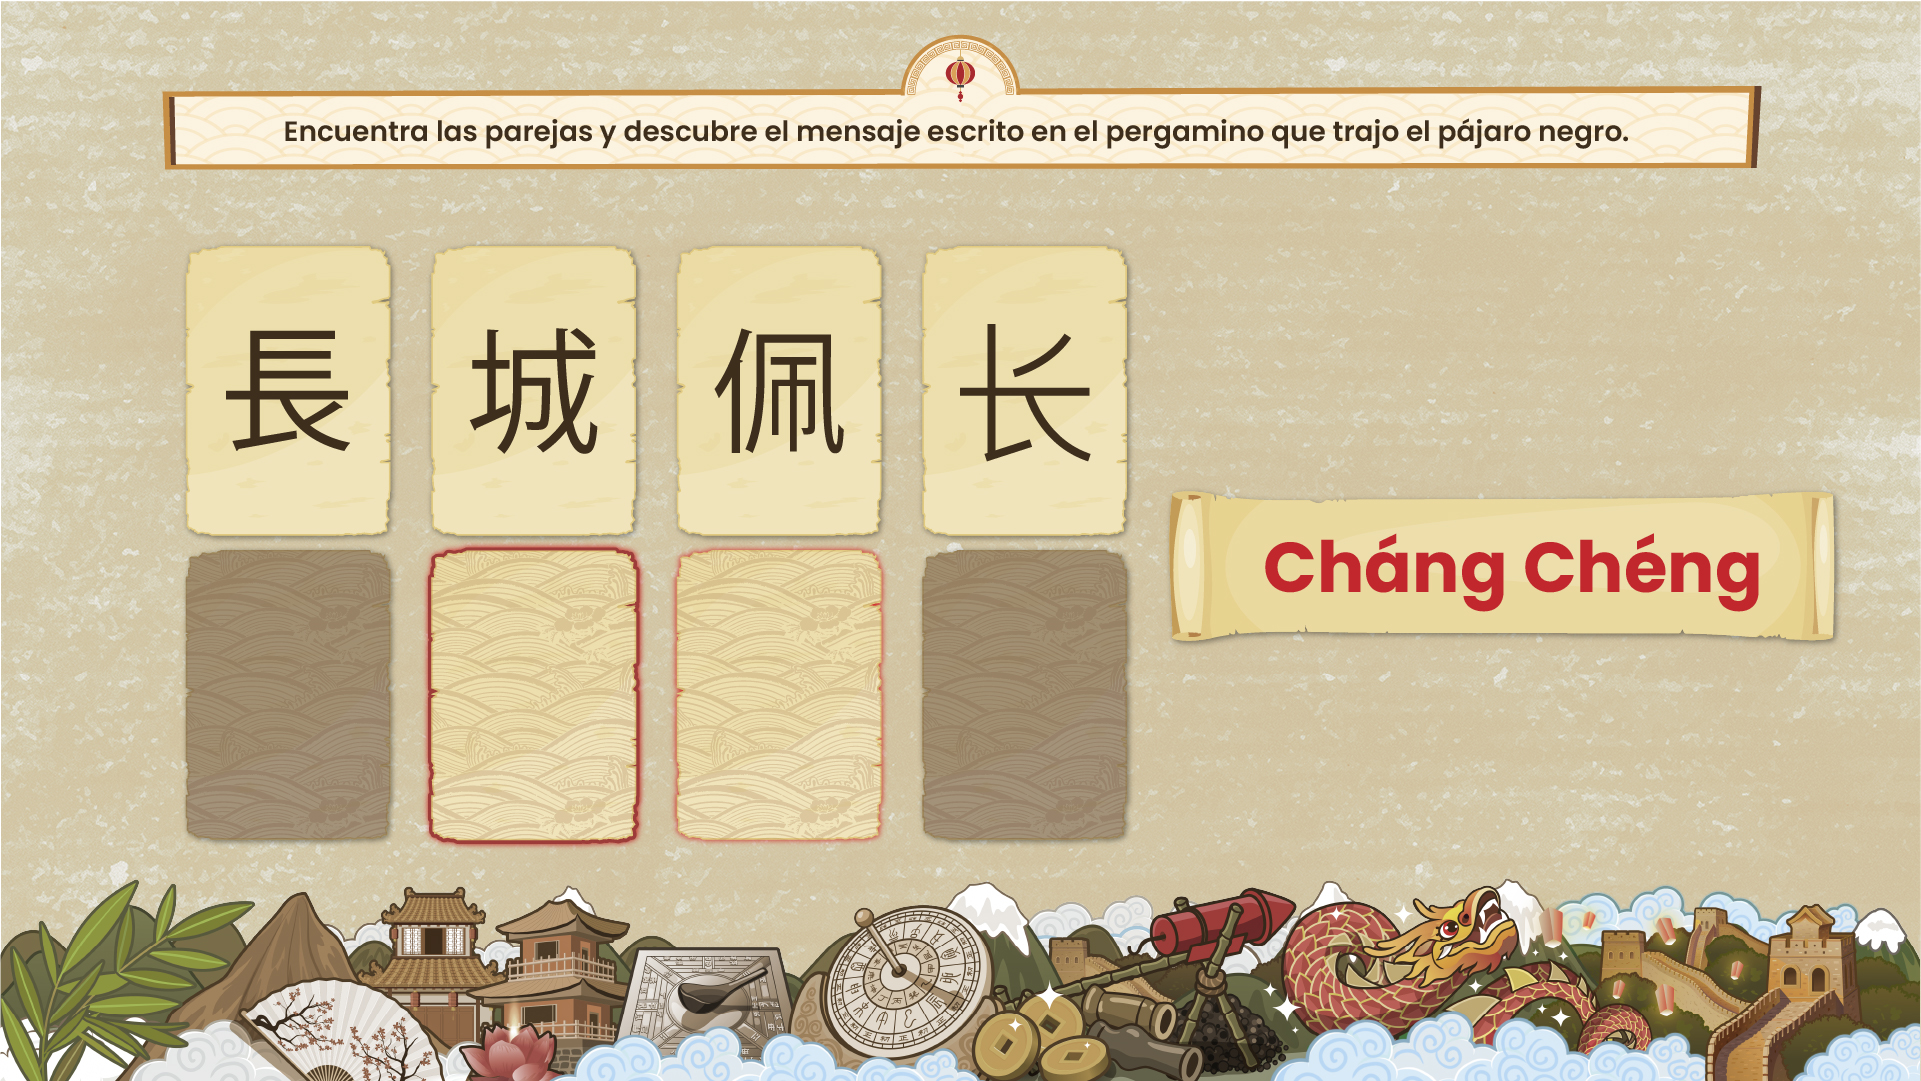 Encuentra las parejas y descubre el mensaje escrito en el pergamino que trajo el pájaro negro.
長 城 佩 长
Cháng Chéng